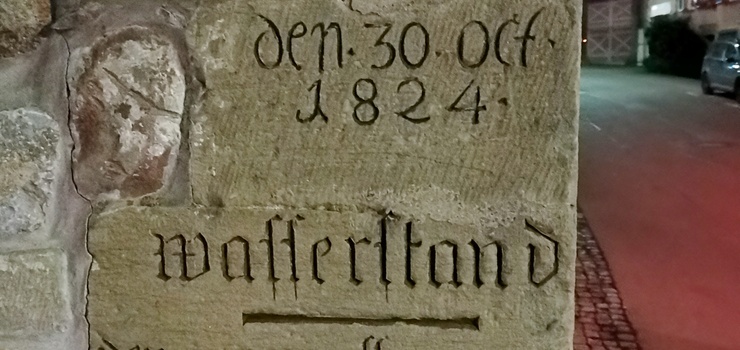 den. 30. Oct.
1824.
wasserstand